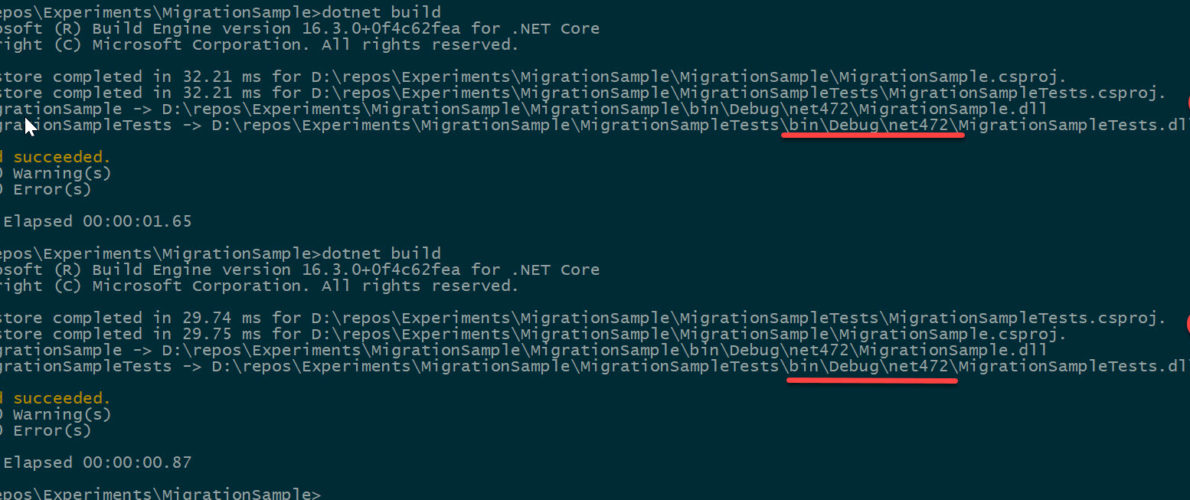 epos\Experiments\MigrationSample>dotnet build
osoft (R) Build Engine version 16.3.0+0f4c62fea for .NET Core
right (C) Microsoft Corporation. All rights reserved.
store completed in 32.21 ms for D:\repos\Experiments\MigrationSample\MigrationSample\MigrationSample.csproj.
store completed in 32.21 ms for D:\repos\Experiments\MigrationSample\MigrationSampleTests\MigrationSampleTests.csproj.
grationSample -> D:\repos\Experiments\MigrationSample\MigrationSample\bin\Debug\net472\MigrationSample.dll
grationSampleTests -> D:\repos\Experiments\MigrationSample\MigrationSampleTests\bin\Debug\net472\MigrationSampleTests.dll
d succeeded.
0 Warning(s)
0 Error(s)
Elapsed 00:00:01.65
epos\Experiments\MigrationSample>dotnet build
osoft (R) Build Engine version 16.3.0+0f4c62fea for .NET Core
right (C) Microsoft Corporation. All rights reserved.
store completed in 29.74 ms for D:\repos\Experiments\MigrationSample\MigrationSampleTests\MigrationSampleTests.csproj.
store completed in 29.75 ms for D:\repos\Experiments\MigrationSample\MigrationSample\MigrationSample.csproj.
grationSample -> D:\repos\Experiments\MigrationSample\MigrationSample\bin\Debug\net472\MigrationSample.dll
grationSampleTests -> D:\repos\Experiments\MigrationSample\MigrationSampleTests\bin\Debug\net472\MigrationSampleTests.dll
d succeeded.
0 Warning(s)
0 Error(s)
Elapsed 00:00:00.87
epos\Experiments\MigrationSample>